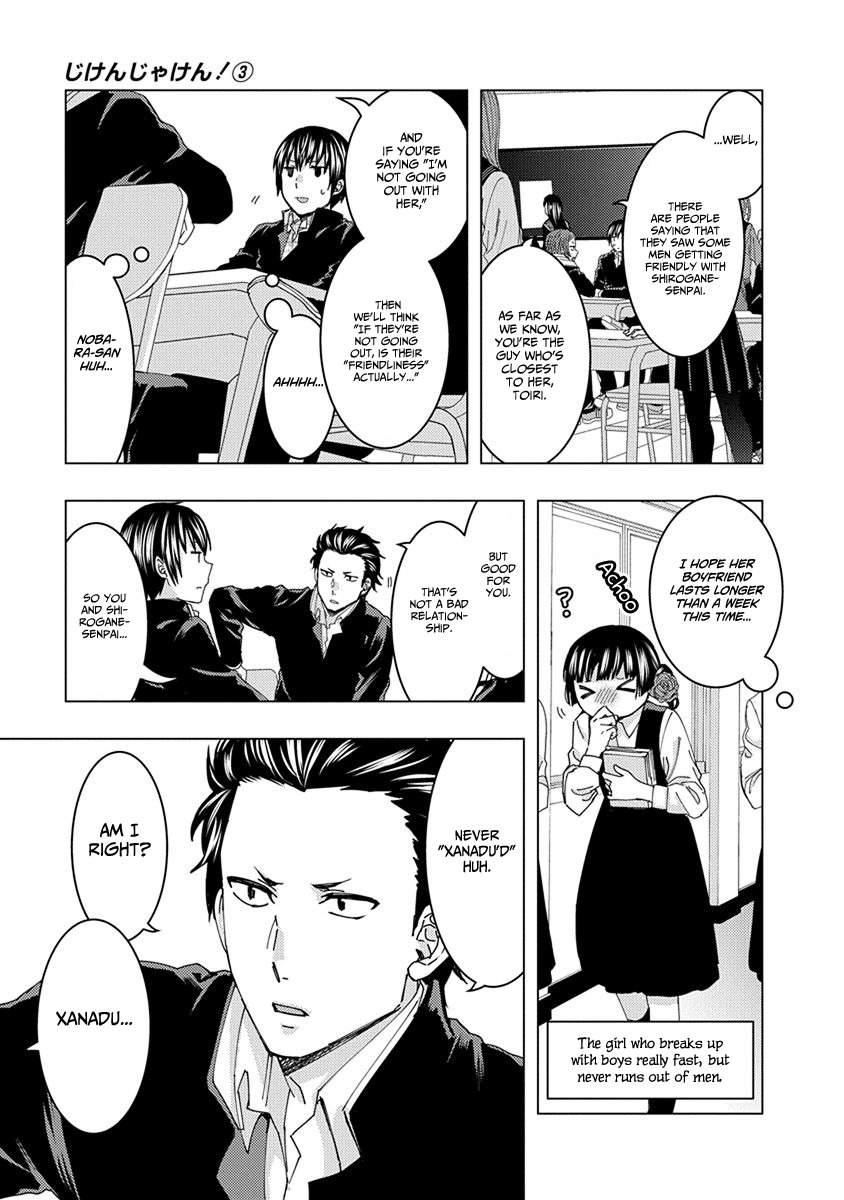 じけんじゃけん!③
...WELL,
THERE
ARE PEOPLE
SAYING THAT
THEY SAW SOME
MEN GETTING
FRIENDLY WITH
SHIROGANE-
SENPAI.
AS FAR AS
WE KNOW,
YOU'RE THE
GUY WHO'S
CLOSEST
TO HER,
TOIRI.
AND
IF YOU'RE
SAYING "I'M
NOT GOING
OUT WITH
HER,"
THEN
WE'LL THINK
"IF THEY'RE
NOT GOING
OUT, IS THEIR
"FRIENDLINESS"
ACTUALLY..."
AHHHH...
NOBA-
RA-SAN
HUH...
I HOPE HER
BOYFRIEND
LASTS LONGER
THAN A WEEK
THIS TIME...
Achoo
?
The girl who breaks up
with boys really fast, but
never runs out of men.
BUT
GOOD
FOR
YOU.
THAT'S
NOT A BAD
RELATION-
SHIP.
SO YOU
AND SHI-
ROGANE-
SENPAI...
NEVER
"XANADU'D"
HUH.
AM I
RIGHT?
XANADU...